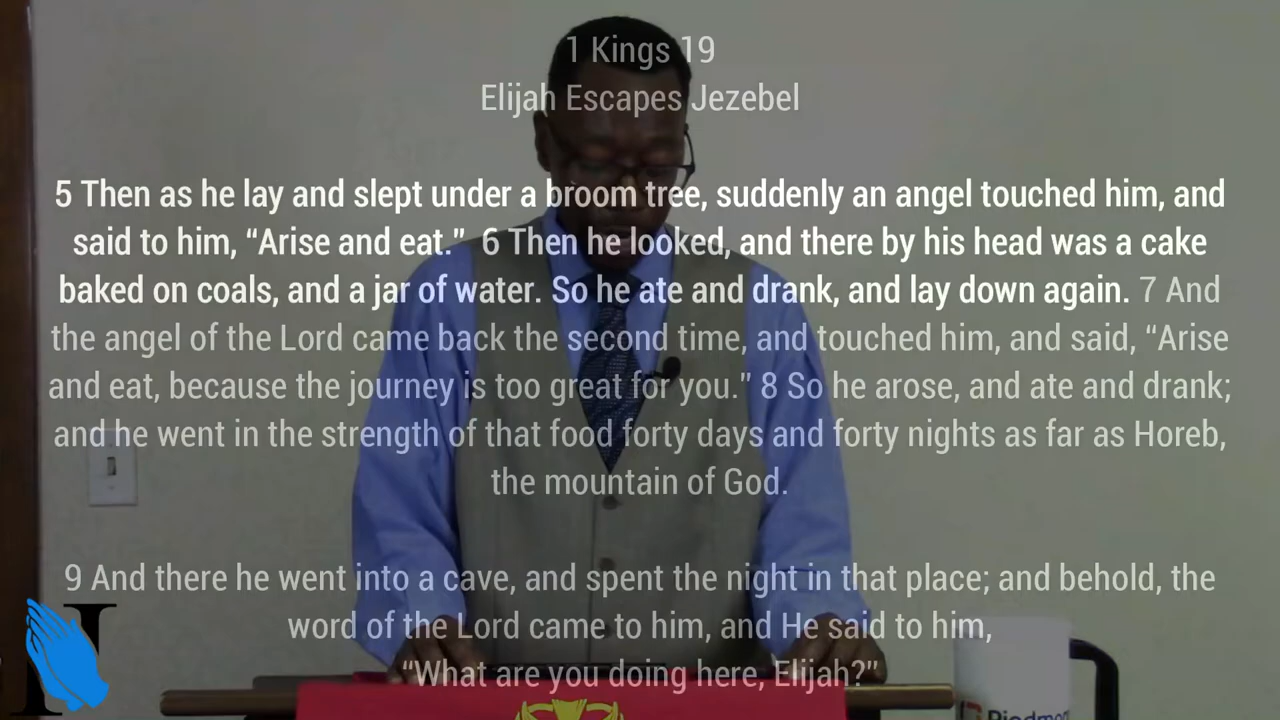 1 Kings 19
Elijah Escapes Jezebel
5 Then as he lay and slept under a broom tree, suddenly an angel touched him, and
said to him, “Arise and eat.” 6 Then he looked, and there by his head was a cake
baked on coals, and a jar of water. So he ate and drank, and lay down again. 7 And
the angel of the Lord came back the second time, and touched him, and said, “Arise
and eat, because the journey is too great for you.” 8 So he arose, and ate and drank;
and he went in the strength of that food forty days and forty nights as far as Horeb,
the mountain of God.
9 And there he went into a cave, and spent the night in that place; and behold, the
word of the Lord came to him, and He said to him,
“What are you doing here, Elijah?”